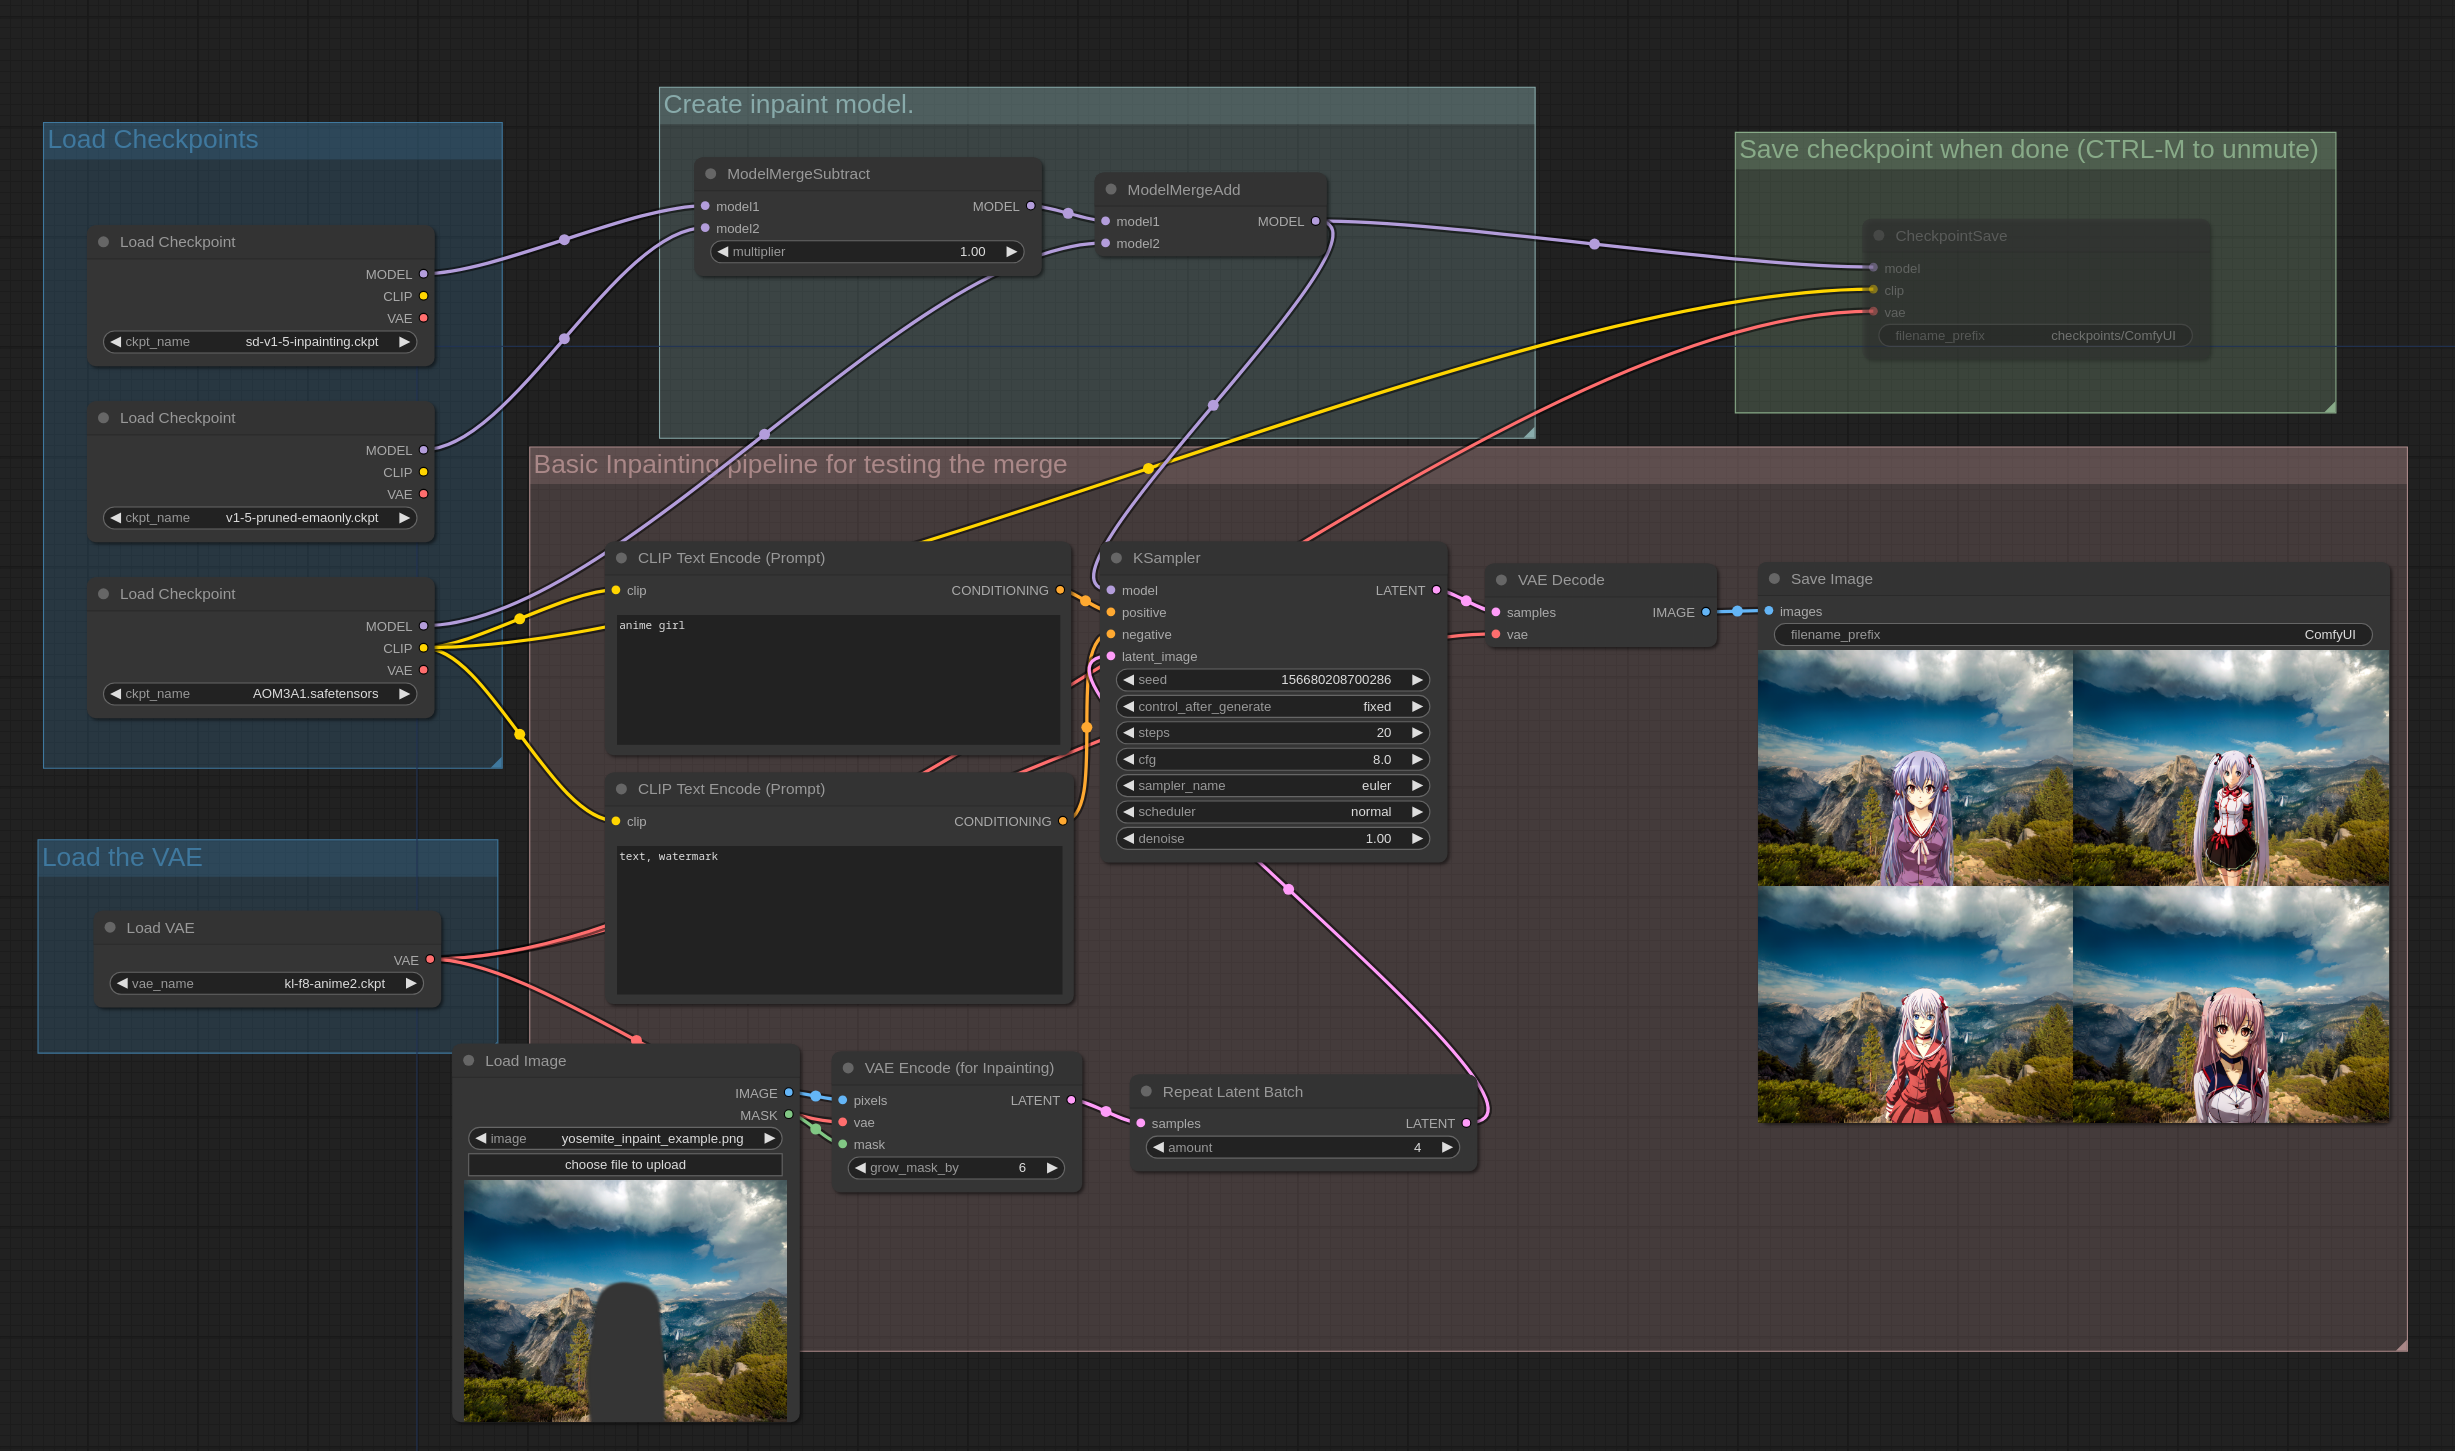 Create inpaint model.
Load Checkpoints
Save checkpoint when done (CTRL-M to unmute)
ModelMergeSubtract
model1 MODEL
model2
multiplier 1.00
ModelMergeAdd
model1 MODEL
model2
CheckpointSave
model
clip
vae
filename_prefix checkpoints/ComfyUI
Load Checkpoint
MODEL
CLIP
VAE
ckpt_name sd-v1-5-inpainting.ckpt
Load Checkpoint
MODEL
CLIP
VAE
ckpt_name v1-5-pruned-emaonly.ckpt
Load Checkpoint
MODEL
CLIP
VAE
ckpt_name AOM3A1.safetensors
Basic Inpainting pipeline for testing the merge
CLIP Text Encode (Prompt)
clip CONDITIONING
anime girl
CLIP Text Encode (Prompt)
clip CONDITIONING
text, watermark
KSampler
model LATENT
positive
negative
latent_image
seed 156680208700286
control_after_generate fixed
steps 20
cfg 8.0
sampler_name euler
scheduler normal
denoise 1.00
VAE Decode
samples IMAGE
vae
Save Image
images
filename_prefix ComfyUI
Load the VAE
Load VAE
VAE
vae_name kl-f8-anime2.ckpt
Load Image
IMAGE
MASK
image yosemite_inpaint_example.png
choose file to upload
VAE Encode (for Inpainting)
pixels LATENT
vae
mask
grow_mask_by 6
Repeat Latent Batch
samples LATENT
amount 4